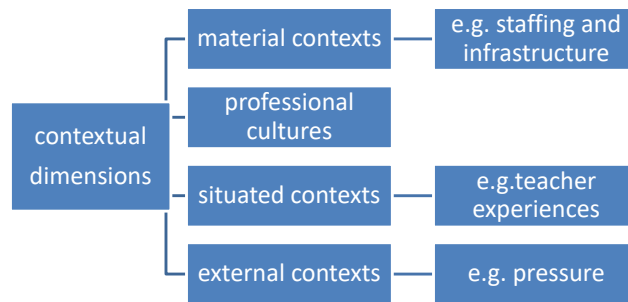 contextual
dimensions
material contexts
e.g. staffing and
infrastructure
professional
cultures
situated contexts
e.g.teacher
experiences
external contexts
e.g. pressure